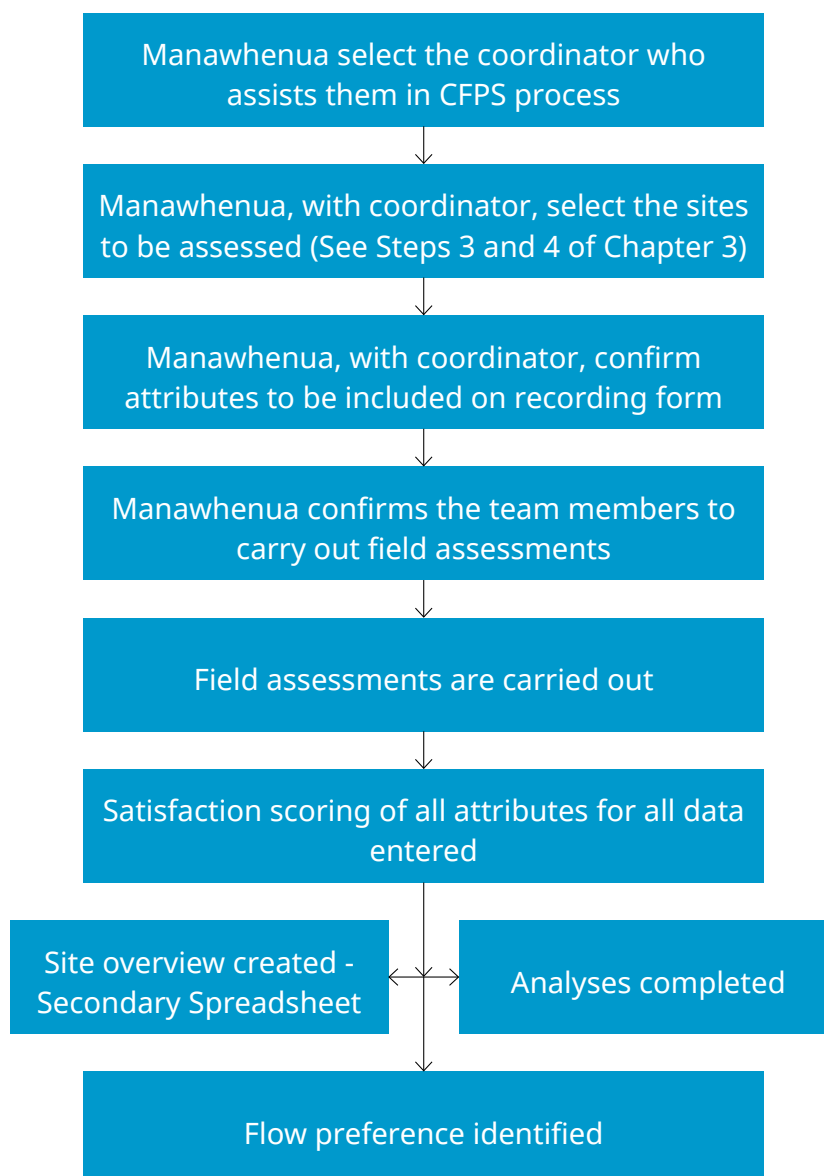 Manawhenua select the coordinator who
assists them in CFPS process
Manawhenua, with coordinator, select the sites
to be assessed (See Steps 3 and 4 of Chapter 3)
Manawhenua, with coordinator, confirm
attributes to be included on recording form
Manawhenua confirms the team members to
carry out field assessments
Field assessments are carried out
Satisfaction scoring of all attributes for all data
entered
Site overview created -
Secondary Spreadsheet
Analyses completed
Flow preference identified